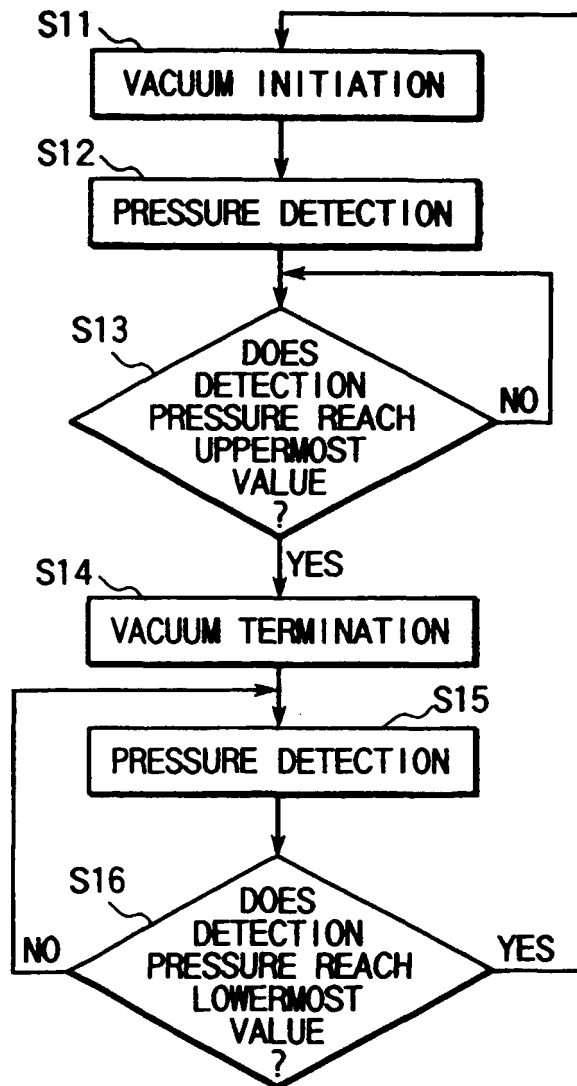 S11
VACUUM INITIATION
S12
PRESSURE DETECTION
S13
DOES
DETECTION
PRESSURE REACH
UPPERMOST
VALUE
?
NO
YES
S14
VACUUM TERMINATION
S15
PRESSURE DETECTION
S16
DOES
DETECTION
PRESSURE REACH
LOWERMOST
VALUE
?
NO
YES